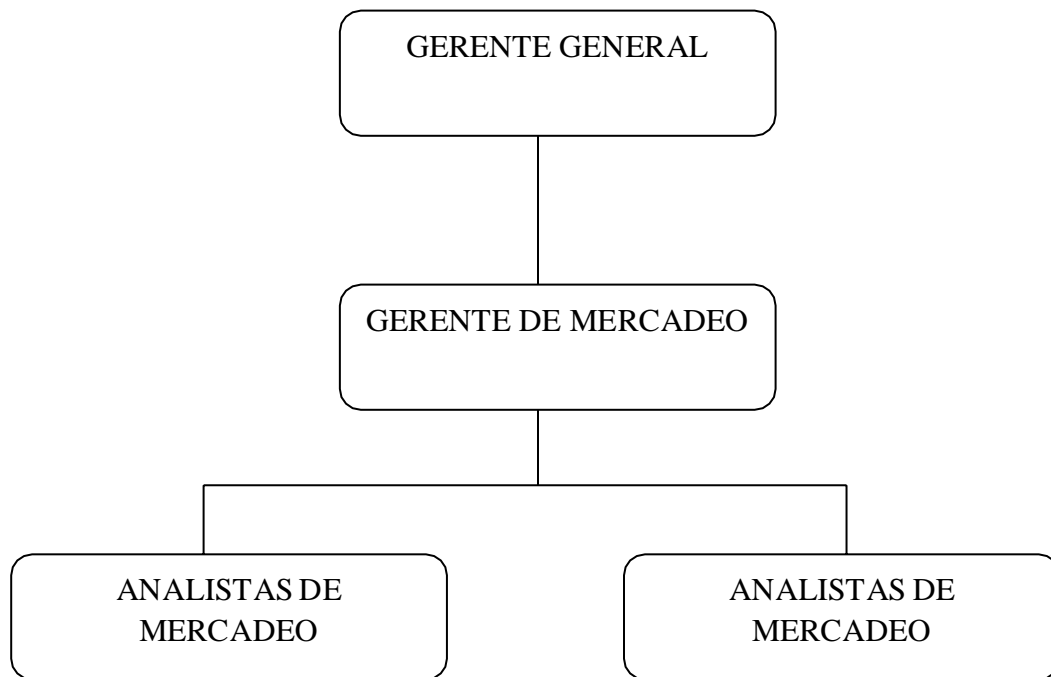 GERENTE GENERAL
GERENTE DE MERCADEO
ANALISTAS DE
MERCADEO
ANALISTAS DE
MERCADEO